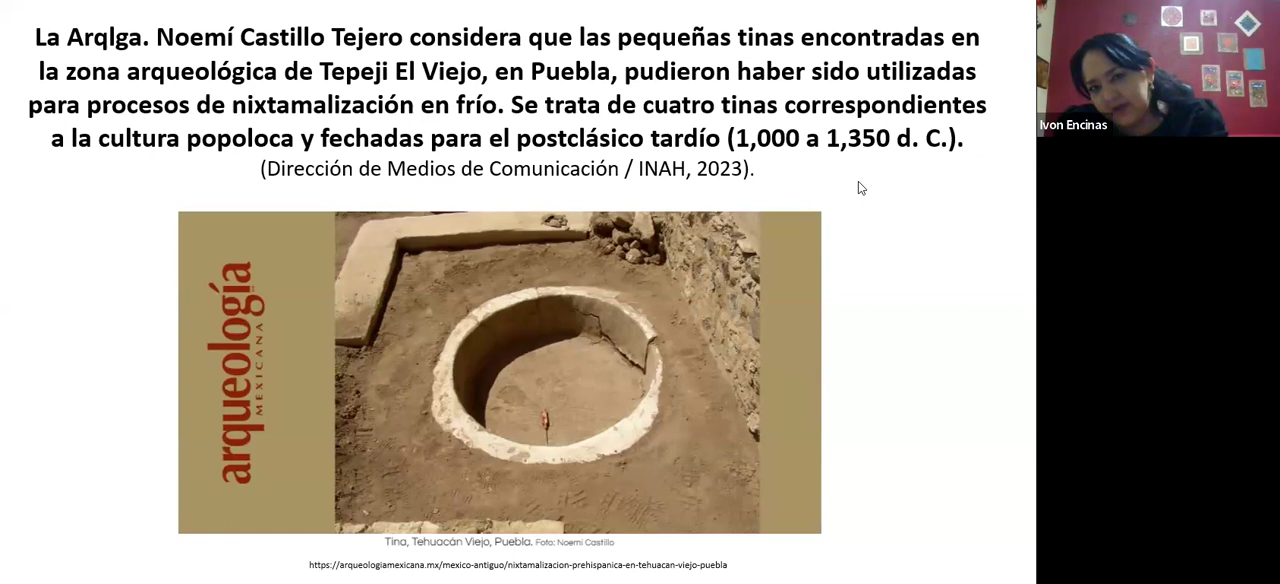 La Arqlga. Noemí Castillo Tejero considera que las pequeñas tinas encontradas en
la zona arqueológica de Tepeji El Viejo, en Puebla, pudieron haber sido utilizadas
para procesos de nixtamalización en frío. Se trata de cuatro tinas correspondientes
a la cultura popoloca y fechadas para el postclásico tardío (1,000 a 1,350 d. C.).
(Dirección de Medios de Comunicación / INAH, 2023).
Ivon Encinas
arqueología
MEXICANA
Tina, Tehuacán Viejo, Puebla. Foto: Noemí Castillo
https://arqueologiamexicana.mx/mexico-antiguo/nixtamalizacion-prehispanica-en-tehuacan-viejo-puebla